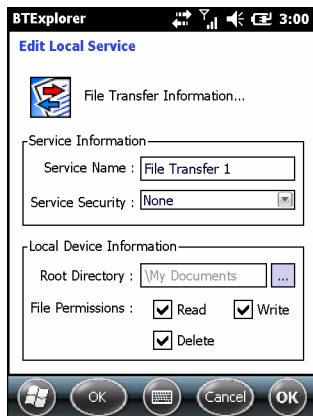 BTExplorer 3:00
Edit Local Service
File Transfer Information...
Service Information
Service Name : File Transfer 1
Service Security : None
Local Device Information
Root Directory : \My Documents ...
File Permissions : Read Write
Delete
OK Cancel OK